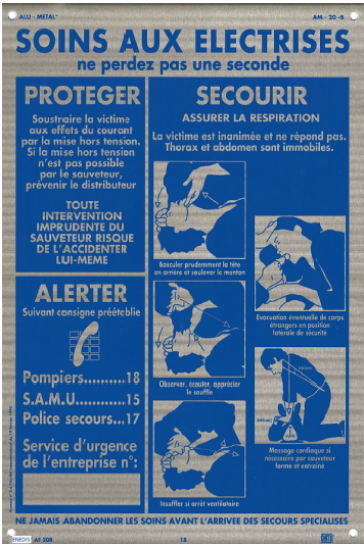 ALU - METAL*
AM - 20 -B
SOINS AUX ELECTRISES
ne perdez pas une seconde
PROTEGER
Soustraire la victime
aux effets du courant
par la mise hors tension.
Si la mise hors tension
n'est pas possible
par le sauveteur,
prévenir le distributeur
TOUTE
INTERVENTION
IMPRUDENTE DU
SAUVETEUR RISQUE
DE L'ACCIDENTER
LUI-MEME
ALERTER
Suivant consigne préétablie
Pompiers...........18
S.A.M.U............15
Police secours...17
Service d'urgence
de l'entreprise n°:
SECOURIR
ASSURER LA RESPIRATION
La victime est inanimée et ne répond pas.
Thorax et abdomen sont immobiles.
Basculer prudemment la tête
en arrière et soulever le menton
Evacuation éventuelle de corps
étrangers en position
latérale de sécurité
Observer, écouter, apprécier
le souffle
Massage cardiaque si
nécessaire par sauveteur
formé et entraîné
Insuffler si arrêt ventilatoire
NE JAMAIS ABANDONNER LES SOINS AVANT L'ARRIVEE DES SECOURS SPECIALISES
AF 308
18